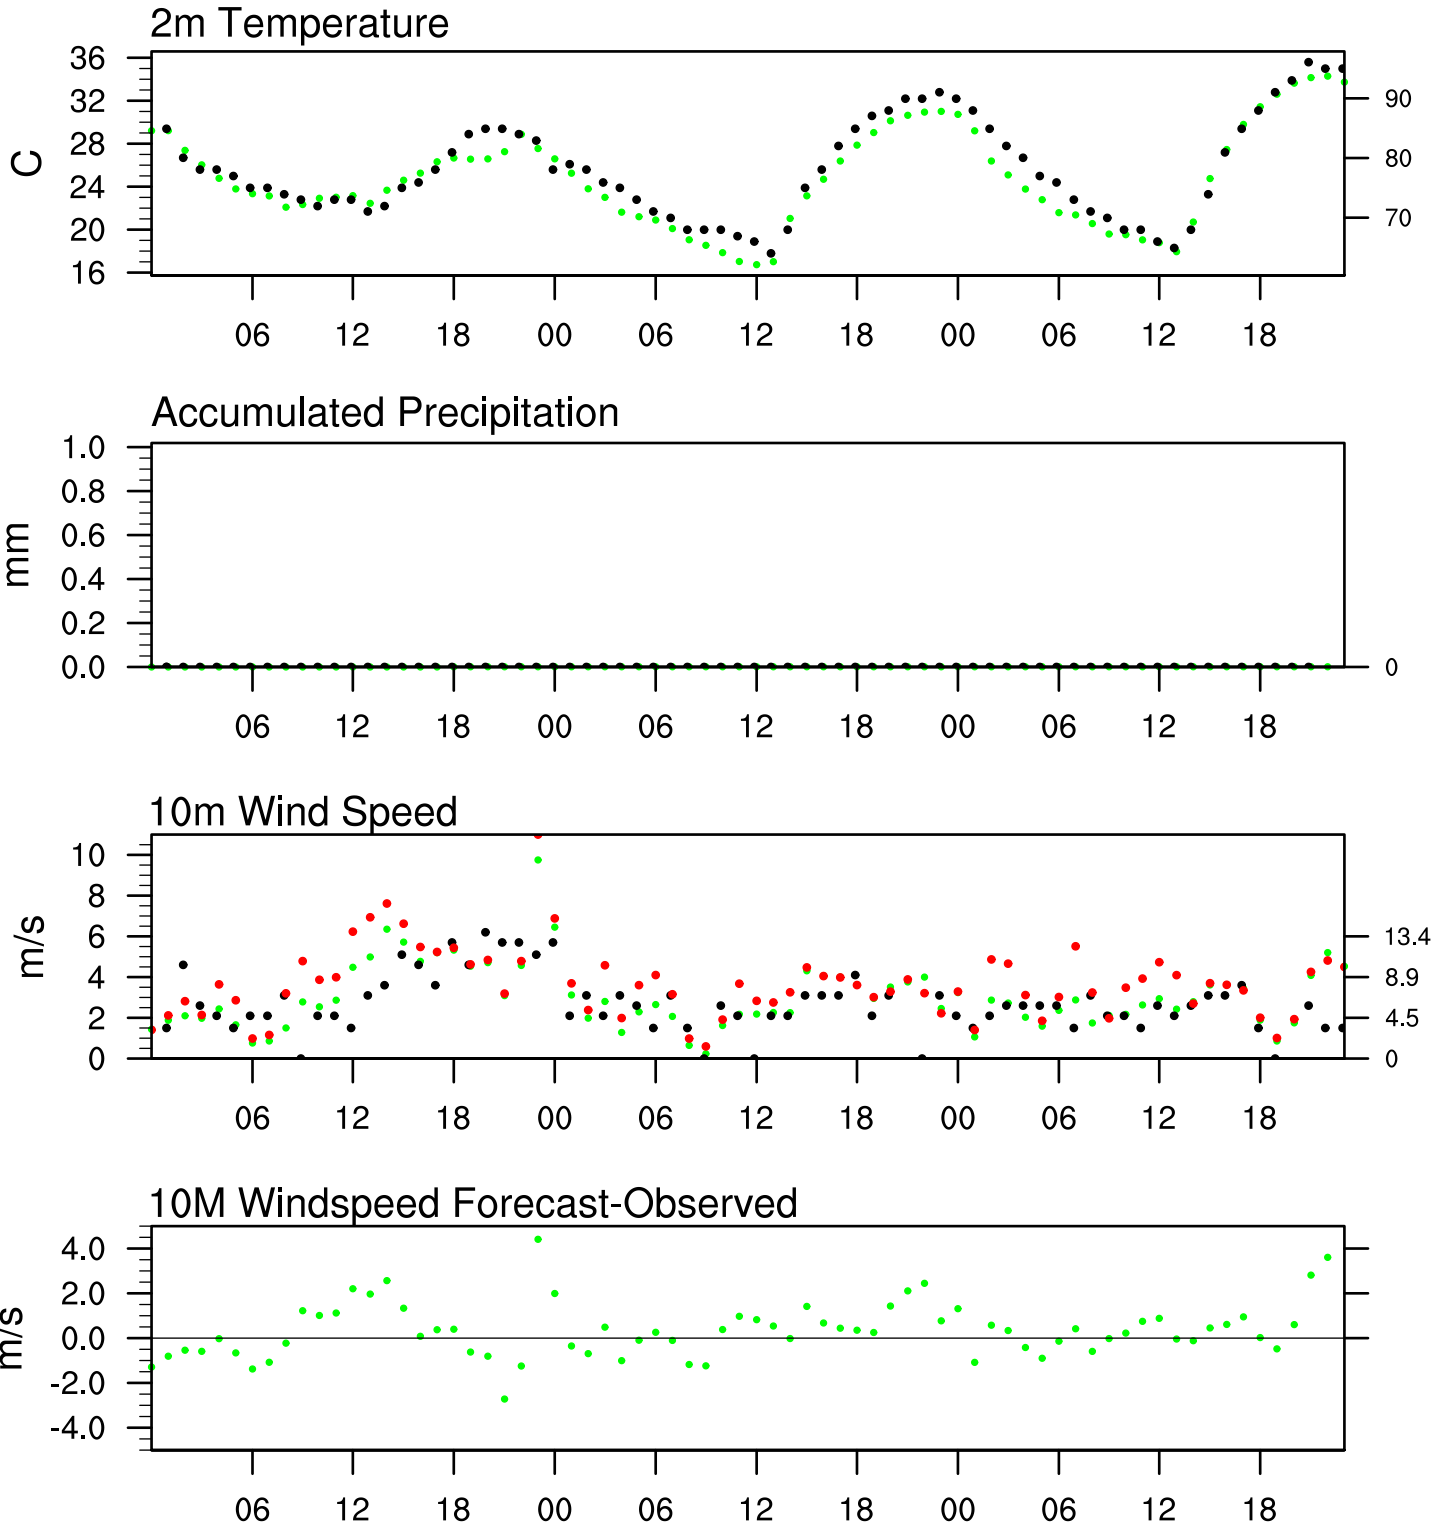 2m Temperature
36
32
28
24
20
16
C
90
80
70
06 12 18 00 06 12 18 00 06 12 18
Accumulated Precipitation
1.0
0.8
0.6
0.4
0.2
0.0
mm
0
06 12 18 00 06 12 18 00 06 12 18
10m Wind Speed
10
8
6
4
2
0
m/s
13.4
8.9
4.5
0
06 12 18 00 06 12 18 00 06 12 18
10M Windspeed Forecast-Observed
4.0
2.0
0.0
-2.0
-4.0
m/s
06 12 18 00 06 12 18 00 06 12 18